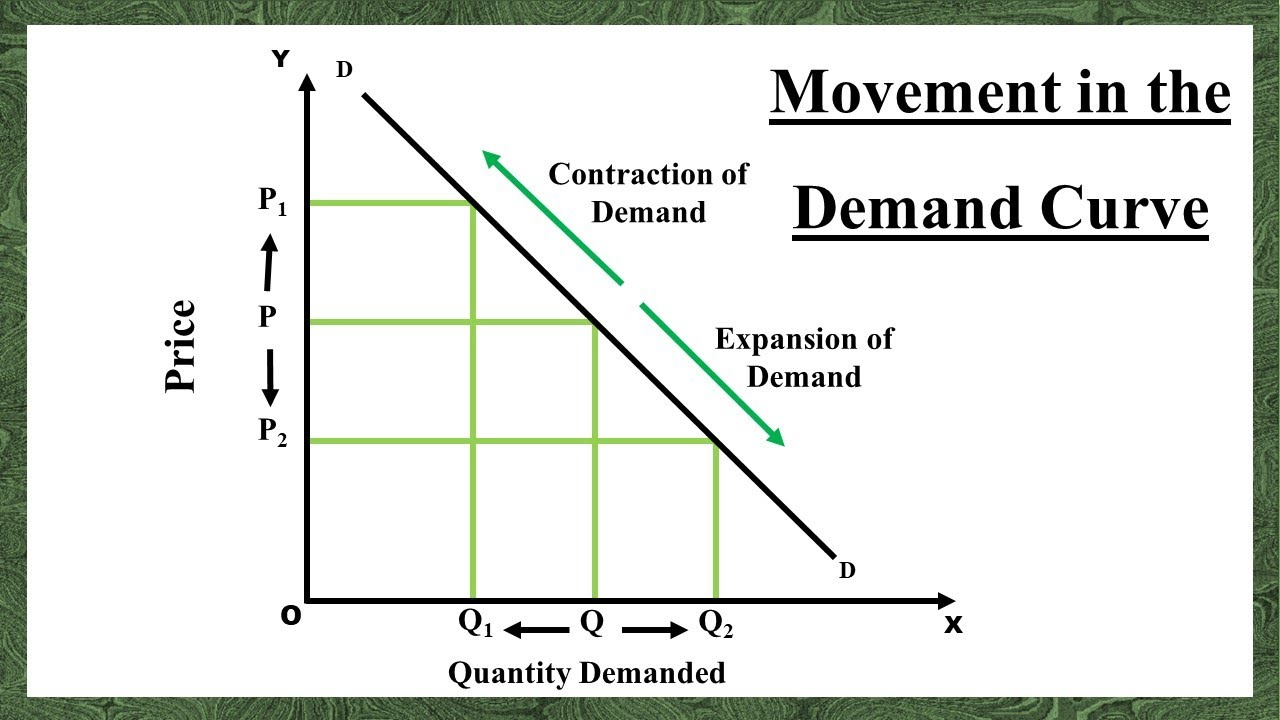 Movement in the
Demand Curve
Y
D
P₁
P
P₂
Price
Contraction of
Demand
Expansion of
Demand
D
O
Q₁ Q Q₂
X
Quantity Demanded